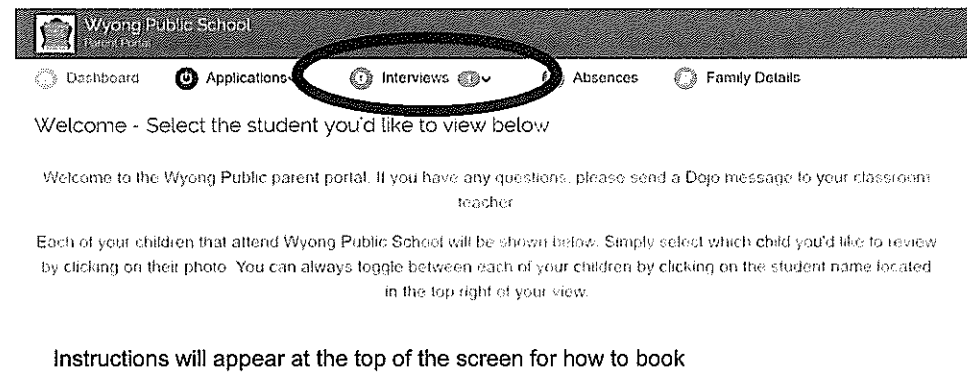 Wyong Public School
Parent Portal
Dashboard Applications Interviews Absences Family Details
Welcome - Select the student you'd like to view below
Welcome to the Wyong Public parent portal. If you have any questions, please send a Dojo message to your classroom
teacher
Each of your children that attend Wyong Public School will be shown below. Simply select which child you'd like to review
by clicking on their photo. You can always toggle between each of your children by clicking on the student name located
in the top right of your view.
Instructions will appear at the top of the screen for how to book